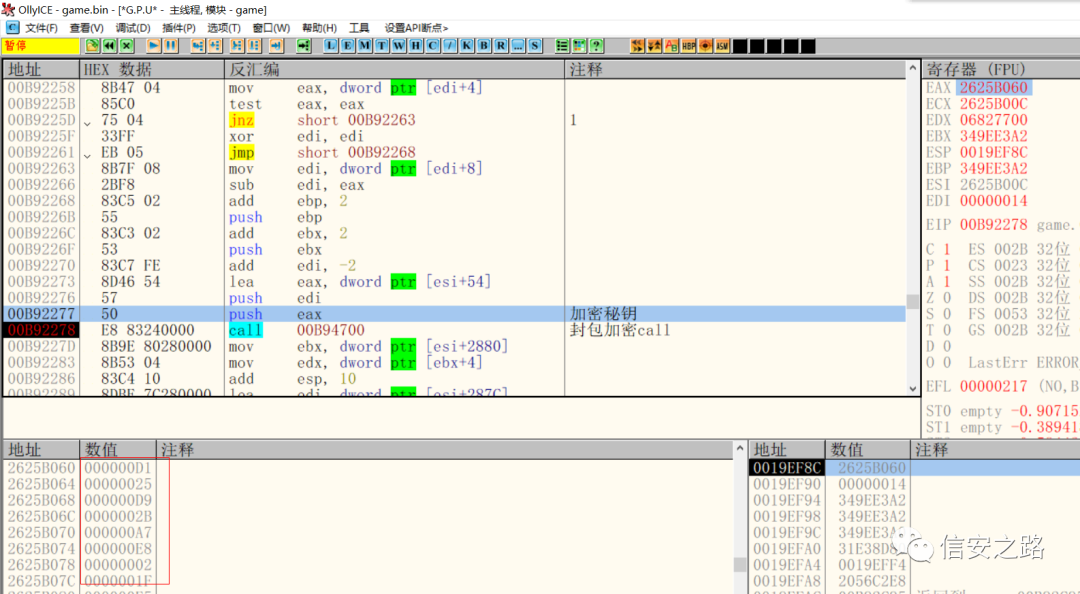 OllyICE - game.bin - [*G.P.U* - 主线程, 模块 - game]
C 文件(F) 查看(V) 调试(D) 插件(P) 选项(T) 窗口(W) 帮助(H) 工具 设置API断点>
暂停 L E M T W H C / K B R ... S ? HBP ASM
地址 HEX 数据 反汇编 注释
00B92258 8B47 04 mov eax, dword ptr [edi+4]
00B9225B 85C0 test eax, eax
00B9225D 75 04 jnz short 00B92263 1
00B9225F 33FF xor edi, edi
00B92261 EB 05 jmp short 00B92268
00B92263 8B7F 08 mov edi, dword ptr [edi+8]
00B92266 2BF8 sub edi, eax
00B92268 83C5 02 add ebp, 2
00B9226B 55 push ebp
00B9226C 83C3 02 add ebx, 2
00B9226F 53 push ebx
00B92270 83C7 FE add edi, -2
00B92273 8D46 54 lea eax, dword ptr [esi+54]
00B92276 57 push edi
00B92277 50 push eax 加密秘钥
00B92278 E8 83240000 call 00B94700 封包加密call
00B9227D 8B9E 80280000 mov ebx, dword ptr [esi+2880]
00B92283 8B53 04 mov edx, dword ptr [ebx+4]
00B92286 83C4 10 add esp, 10
00B92289 8DBE 7C280000 lea edi, dword ptr [esi+287C]
寄存器 (FPU)
EAX 2625B060
ECX 2625B00C
EDX 06827700
EBX 349EE3A2
ESP 0019EF8C
EBP 349EE3A2
ESI 2625B00C
EDI 00000014
EIP 00B92278 game.
C 1 ES 002B 32位
P 1 CS 0023 32位
A 1 SS 002B 32位
Z 0 DS 002B 32位
S 0 FS 0053 32位
T 0 GS 002B 32位
D 0
O 0 LastErr ERROR
EFL 00000217 (NO,B
ST0 empty -0.90715
ST1 empty -0.38941
地址 数值 注释
2625B060 000000D1
2625B064 00000025
2625B068 000000D9
2625B06C 0000002B
2625B070 000000A7
2625B074 000000E8
2625B078 00000002
2625B07C 0000001F
地址 数值 注释
0019EF8C 2625B060
0019EF90 00000014
0019EF94 349EE3A2
0019EF98 349EE3A2
0019EF9C 349EE3A2
0019EFA0 31E38D
0019EFA4 0019EFF4
0019EFA8 2056C2E8
信安之路